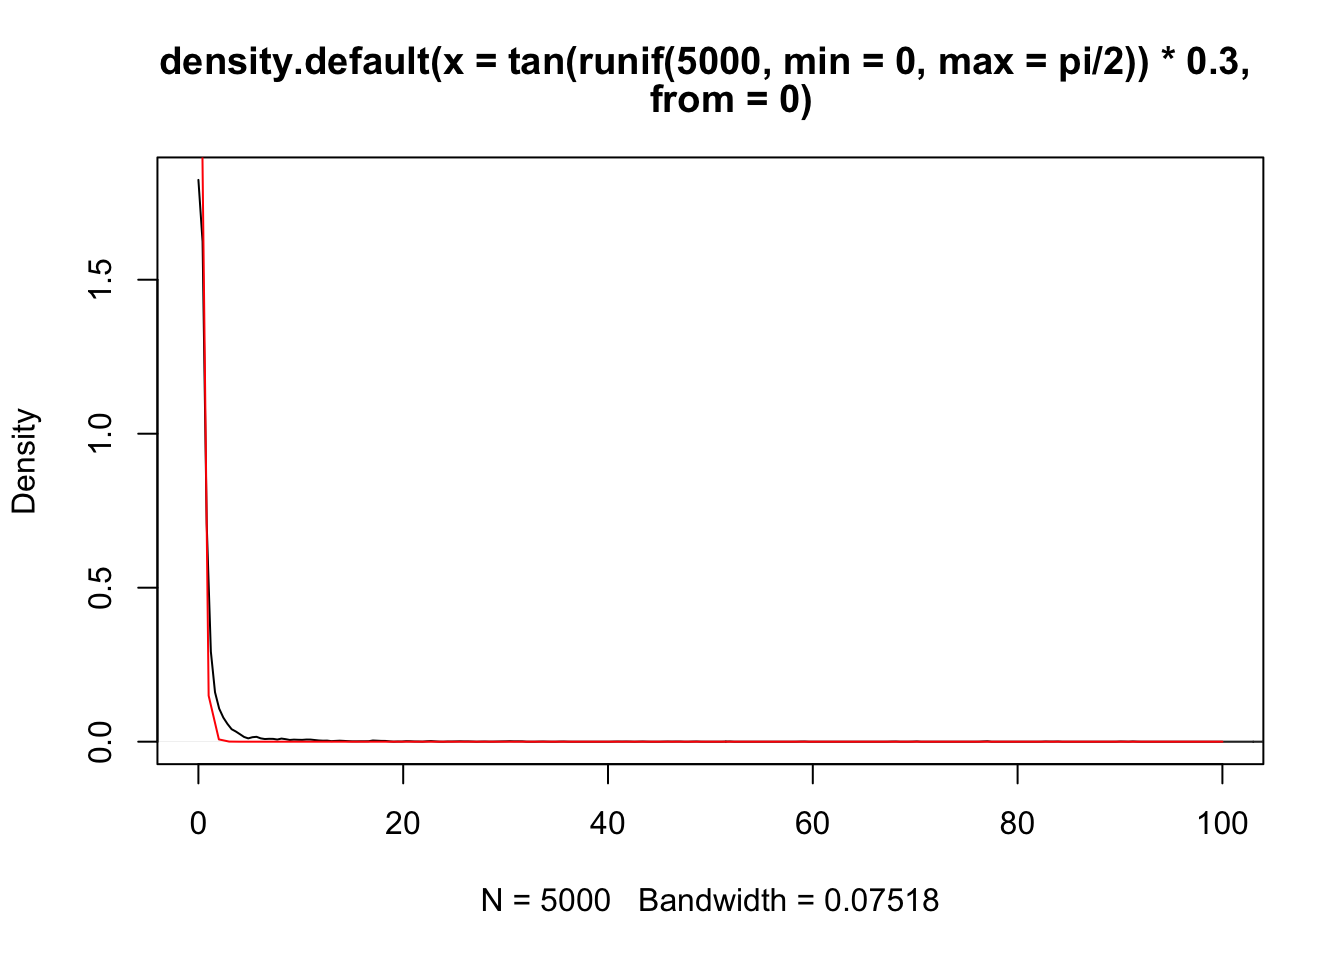 density.default(x = tan(runif(5000, min = 0, max = pi/2)) * 0.3,
from = 0)
Density
1.5
1.0
0.5
0.0
0 20 40 60 80 100
N = 5000 Bandwidth = 0.07518